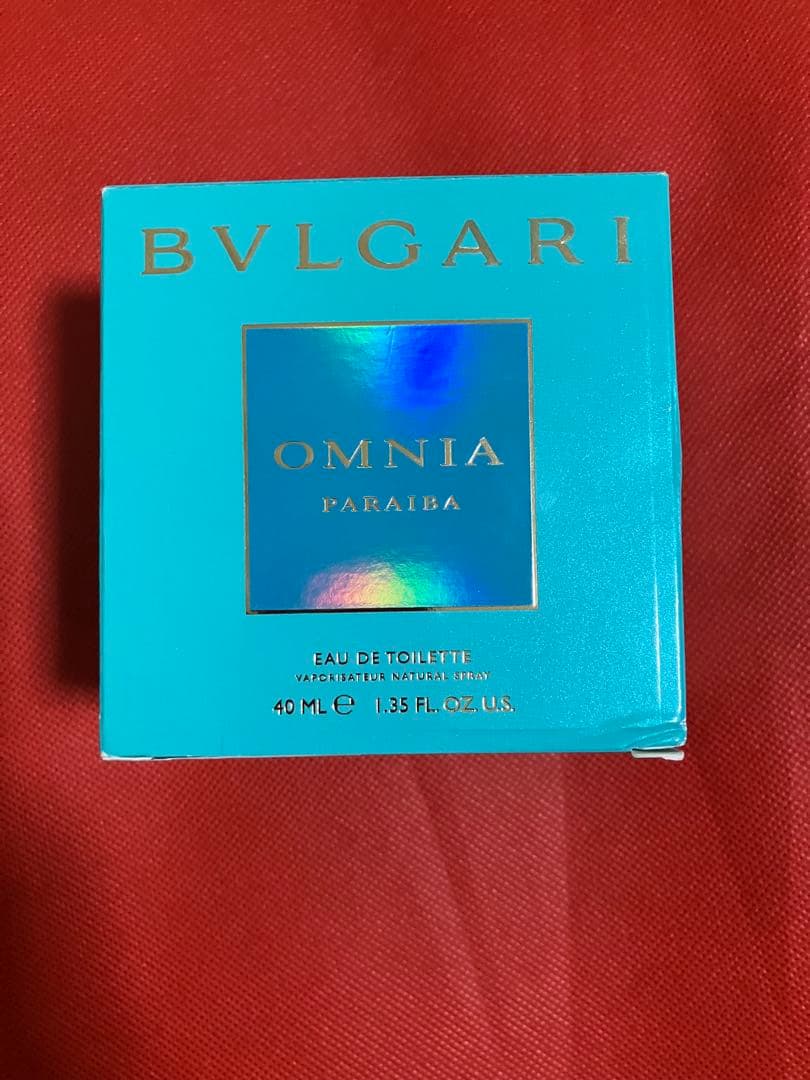 BVLGARI
OMNIA
PARAIBA
EAU DE TOILETTE
VAPORISATEUR NATURAL SPRAY
40 ML ℮ 1.35 FL. OZ. U.S.